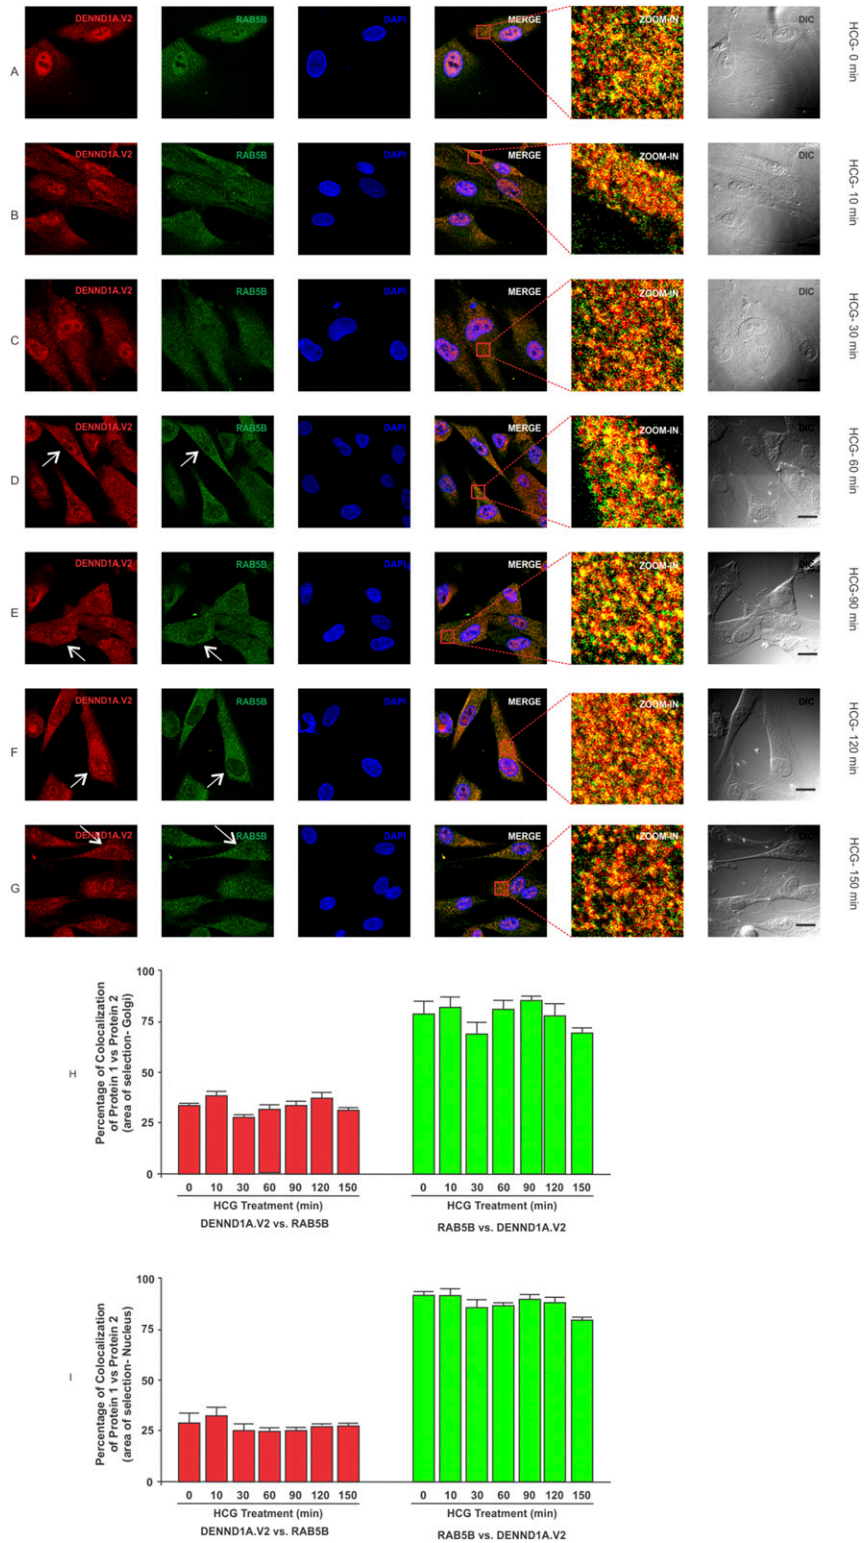 DENND1A.V2 RAB5B DAPI MERGE ZOOM-IN DIC
A
HCG- 0 min
DENND1A.V2 RAB5B DAPI MERGE ZOOM-IN DIC
B
HCG- 10 min
DENND1A.V2 RAB5B DAPI MERGE ZOOM-IN DIC
C
HCG- 30 min
DENND1A.V2 RAB5B DAPI MERGE ZOOM-IN DIC
D
HCG- 60 min
DENND1A.V2 RAB5B DAPI MERGE ZOOM-IN DIC
E
HCG-90 min
DENND1A.V2 RAB5B DAPI MERGE ZOOM-IN DIC
F
HCG- 120 min
DENND1A.V2 RAB5B DAPI MERGE ZOOM-IN DIC
G
HCG- 150 min
H
Percentage of Colocalization
of Protein 1 vs Protein 2
(area of selection- Golgi)
100
75
50
25
0
0 10 30 60 90 120 150 0 10 30 60 90 120 150
HCG Treatment (min) HCG Treatment (min)
DENND1A.V2 vs. RAB5B RAB5B vs. DENND1A.V2
I
Percentage of Colocalization
of Protein 1 vs Protein 2
(area of selection- Nucleus)
100
75
50
25
0
0 10 30 60 90 120 150 0 10 30 60 90 120 150
HCG Treatment (min) HCG Treatment (min)
DENND1A.V2 vs. RAB5B RAB5B vs. DENND1A.V2